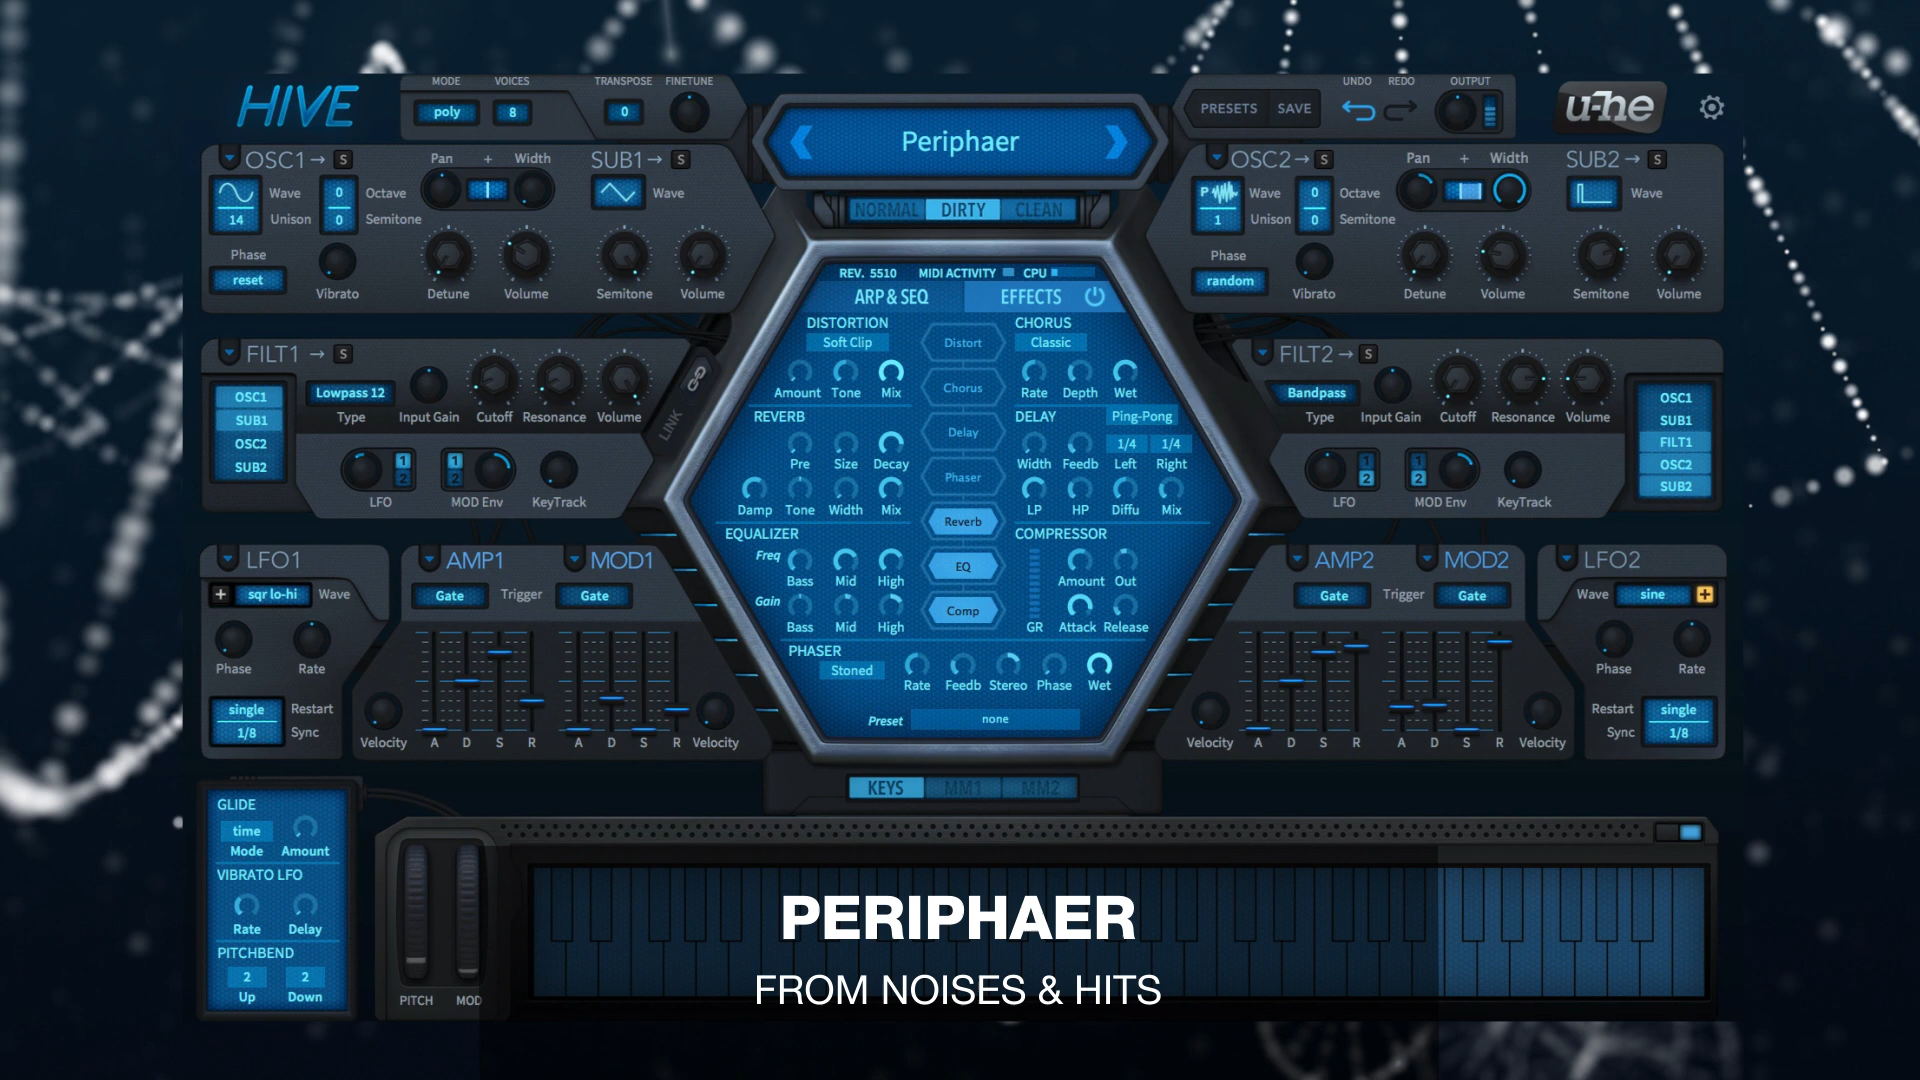 HIVE
MODE VOICES TRANSPOSE FINETUNE
poly 8 0
Periphaer
NORMAL DIRTY CLEAN
UNDO REDO OUTPUT
PRESETS SAVE
u-he
OSC1→ S Pan + Width SUB1→ S
Wave 0 Octave Wave
14 Unison 0 Semitone
Phase
reset
Vibrato Detune Volume Semitone Volume
OSC2→ S Pan + Width SUB2→ S
P Wave 0 Octave Wave
1 Unison 0 Semitone
Phase
random
Vibrato Detune Volume Semitone Volume
FILT1 → S
OSC1
SUB1
OSC2
SUB2
Lowpass 12
Type Input Gain Cutoff Resonance Volume
1 1
2 2
LFO MOD Env KeyTrack
LINK
REV. 5510 MIDI ACTIVITY CPU
ARP & SEQ EFFECTS
DISTORTION
Soft Clip
Amount Tone Mix
REVERB
Pre Size Decay
Damp Tone Width Mix
EQUALIZER
Freq
Bass Mid High
Gain
Bass Mid High
PHASER
Stoned
Rate Feedb Stereo Phase Wet
Preset none
Distort
Chorus
Delay
Phaser
Reverb
EQ
Comp
CHORUS
Classic
Rate Depth Wet
DELAY Ping-Pong
1/4 1/4
Width Feedb Left Right
LP HP Diffu Mix
COMPRESSOR
Amount Out
GR Attack Release
FILT2→ S
Bandpass
Type Input Gain Cutoff Resonance Volume
1 1
2 2
LFO MOD Env KeyTrack
OSC1
SUB1
FILT1
OSC2
SUB2
LFO1
+ sqr lo-hi Wave
Phase Rate
single Restart
1/8 Sync
AMP1 MOD1
Gate Trigger Gate
Velocity A D S R A D S R Velocity
AMP2 MOD2
Gate Trigger Gate
Velocity A D S R A D S R Velocity
LFO2
Wave sine +
Phase Rate
Restart single
Sync 1/8
KEYS MM1 MM2
GLIDE
time
Mode Amount
VIBRATO LFO
Rate Delay
PITCHBEND
2 2
Up Down
PITCH MOD
PERIPHAER
FROM NOISES & HITS